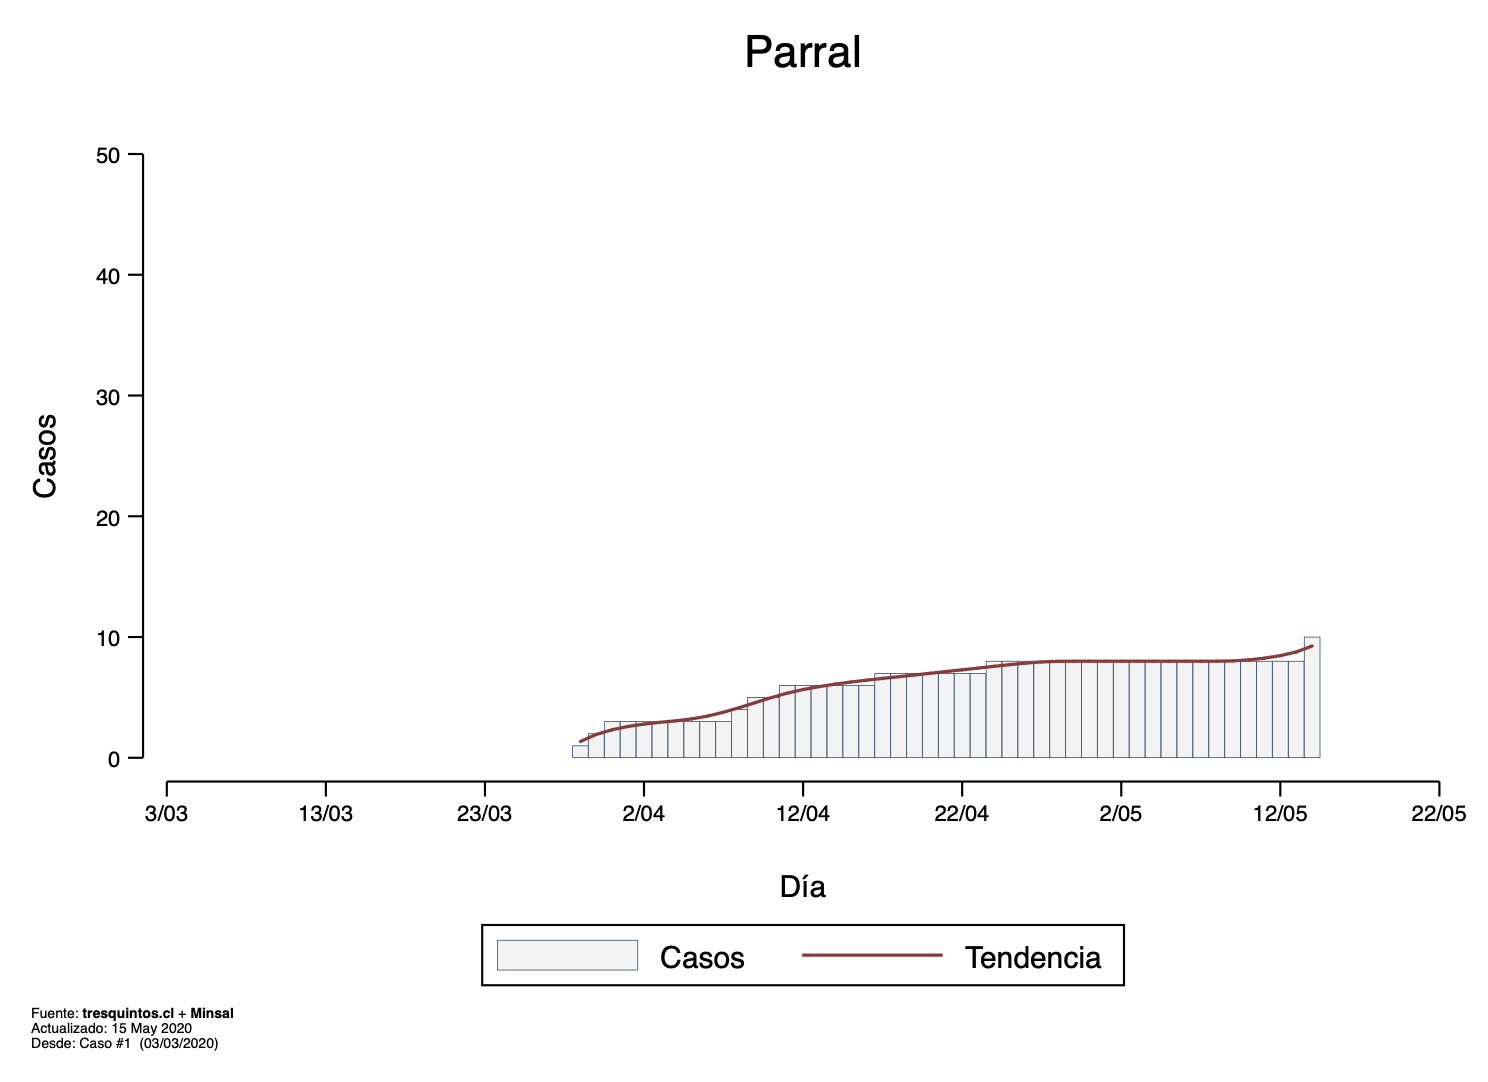 Parral
50
40
30
20
10
0
Casos
3/03 13/03 23/03 2/04 12/04 22/04 2/05 12/05 22/05
Día
Casos Tendencia
Fuente: tresquintos.cl + Minsal
Actualizado: 15 May 2020
Desde: Caso #1 (03/03/2020)